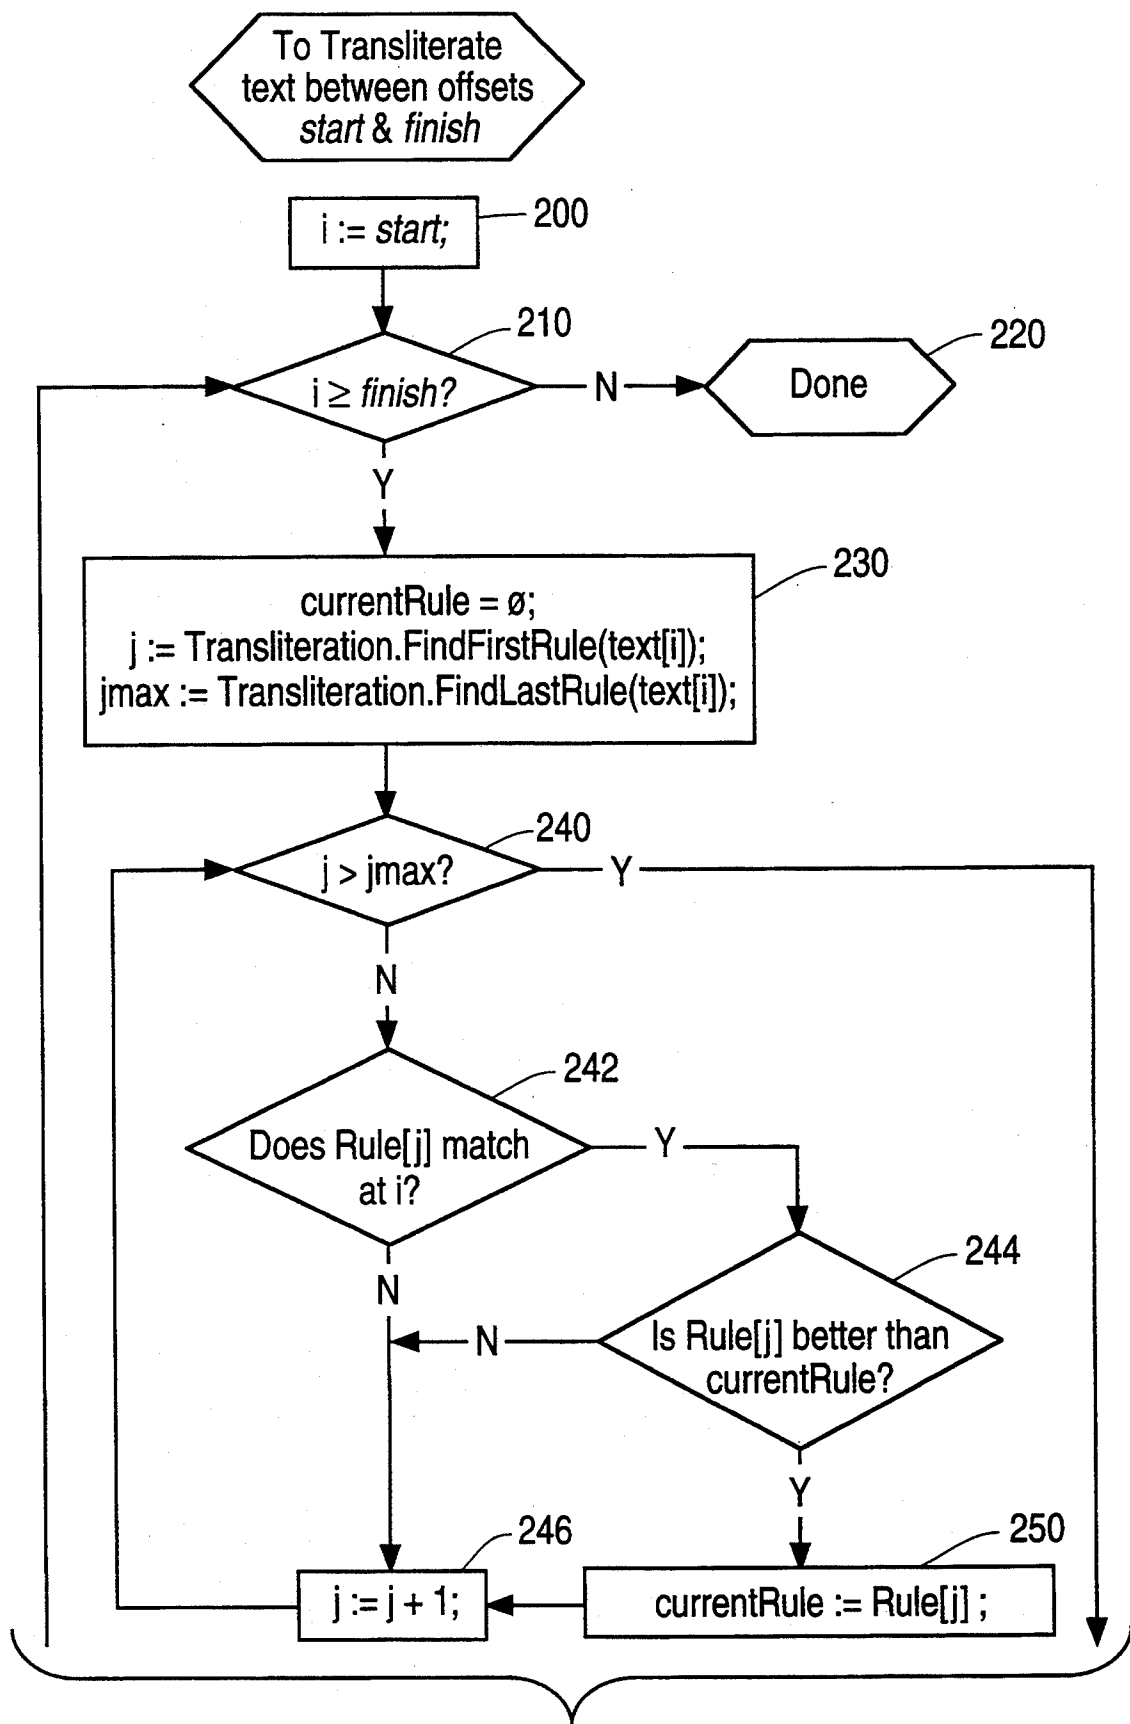 To Transliterate
text between offsets
start & finish
i := start;
200
210
i ≥ finish?
N
Done
220
Y
230
currentRule = ø;
j := Transliteration.FindFirstRule(text[i]);
jmax := Transliteration.FindLastRule(text[i]);
240
j > jmax?
Y
N
242
Does Rule[j] match
at i?
Y
N
244
Is Rule[j] better than
currentRule?
N
Y
246
j := j + 1;
250
currentRule := Rule[j] ;